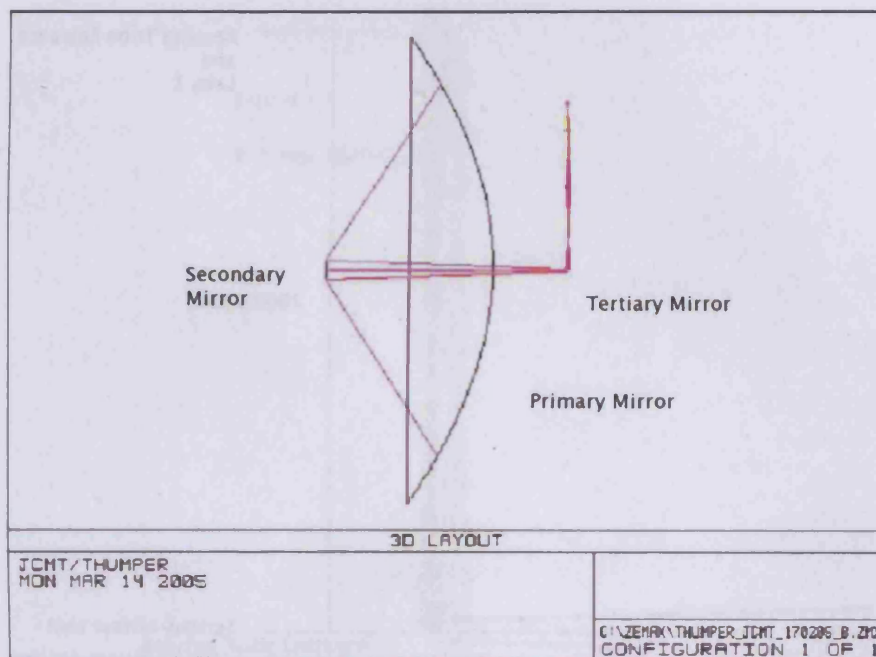 Secondary
Mirror
Tertiary Mirror
Primary Mirror
3D LAYOUT
JCMT/THUMPER
MON MAR 14 2005
C:\ZEMAX\THUMPER_JCMT_170205_B.ZMX
CONFIGURATION 1 OF 1